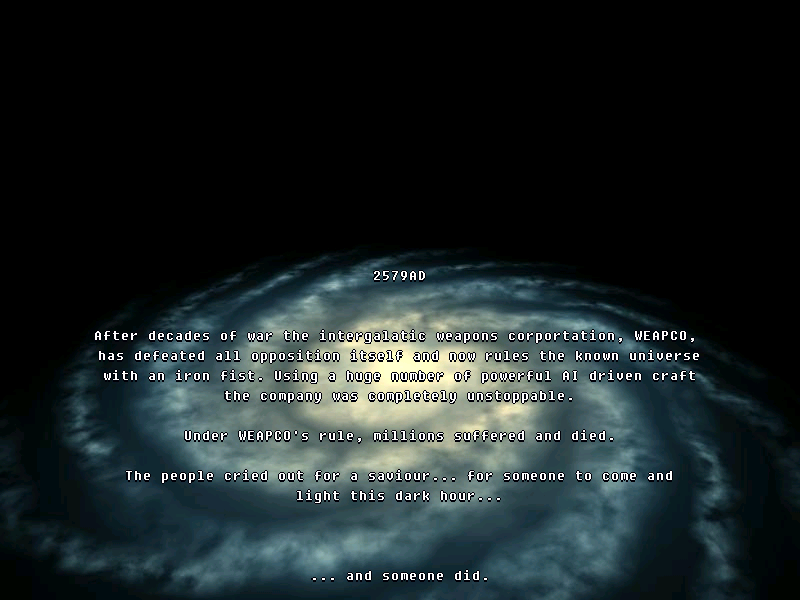 2579AD
After decades of war the intergalatic weapons corportation, WEAPCO,
has defeated all opposition itself and now rules the known universe
with an iron fist. Using a huge number of powerful AI driven craft
the company was completely unstoppable.
Under WEAPCO's rule, millions suffered and died.
The people cried out for a saviour... for someone to come and
light this dark hour...
... and someone did.